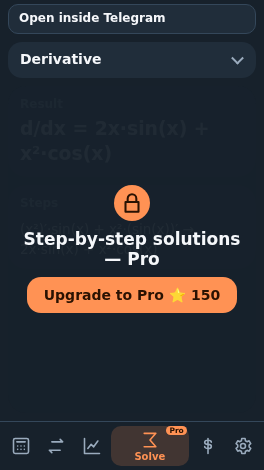 Open inside Telegram
Derivative
Result
d/dx = 2x·sin(x) +
x²·cos(x)
Steps
Step-by-step solutions
— Pro
Upgrade to Pro ⭐ 150
Pro
Solve